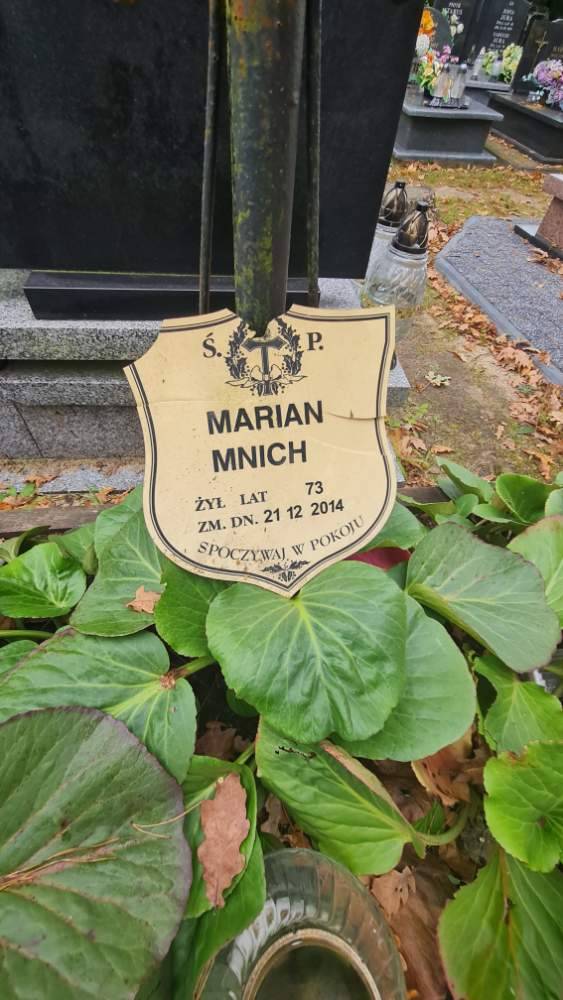 Ś. P.
MARIAN
MNICH
ŻYŁ LAT 73
ZM. DN. 21 12 2014
SPOCZYWAJ W POKOJU